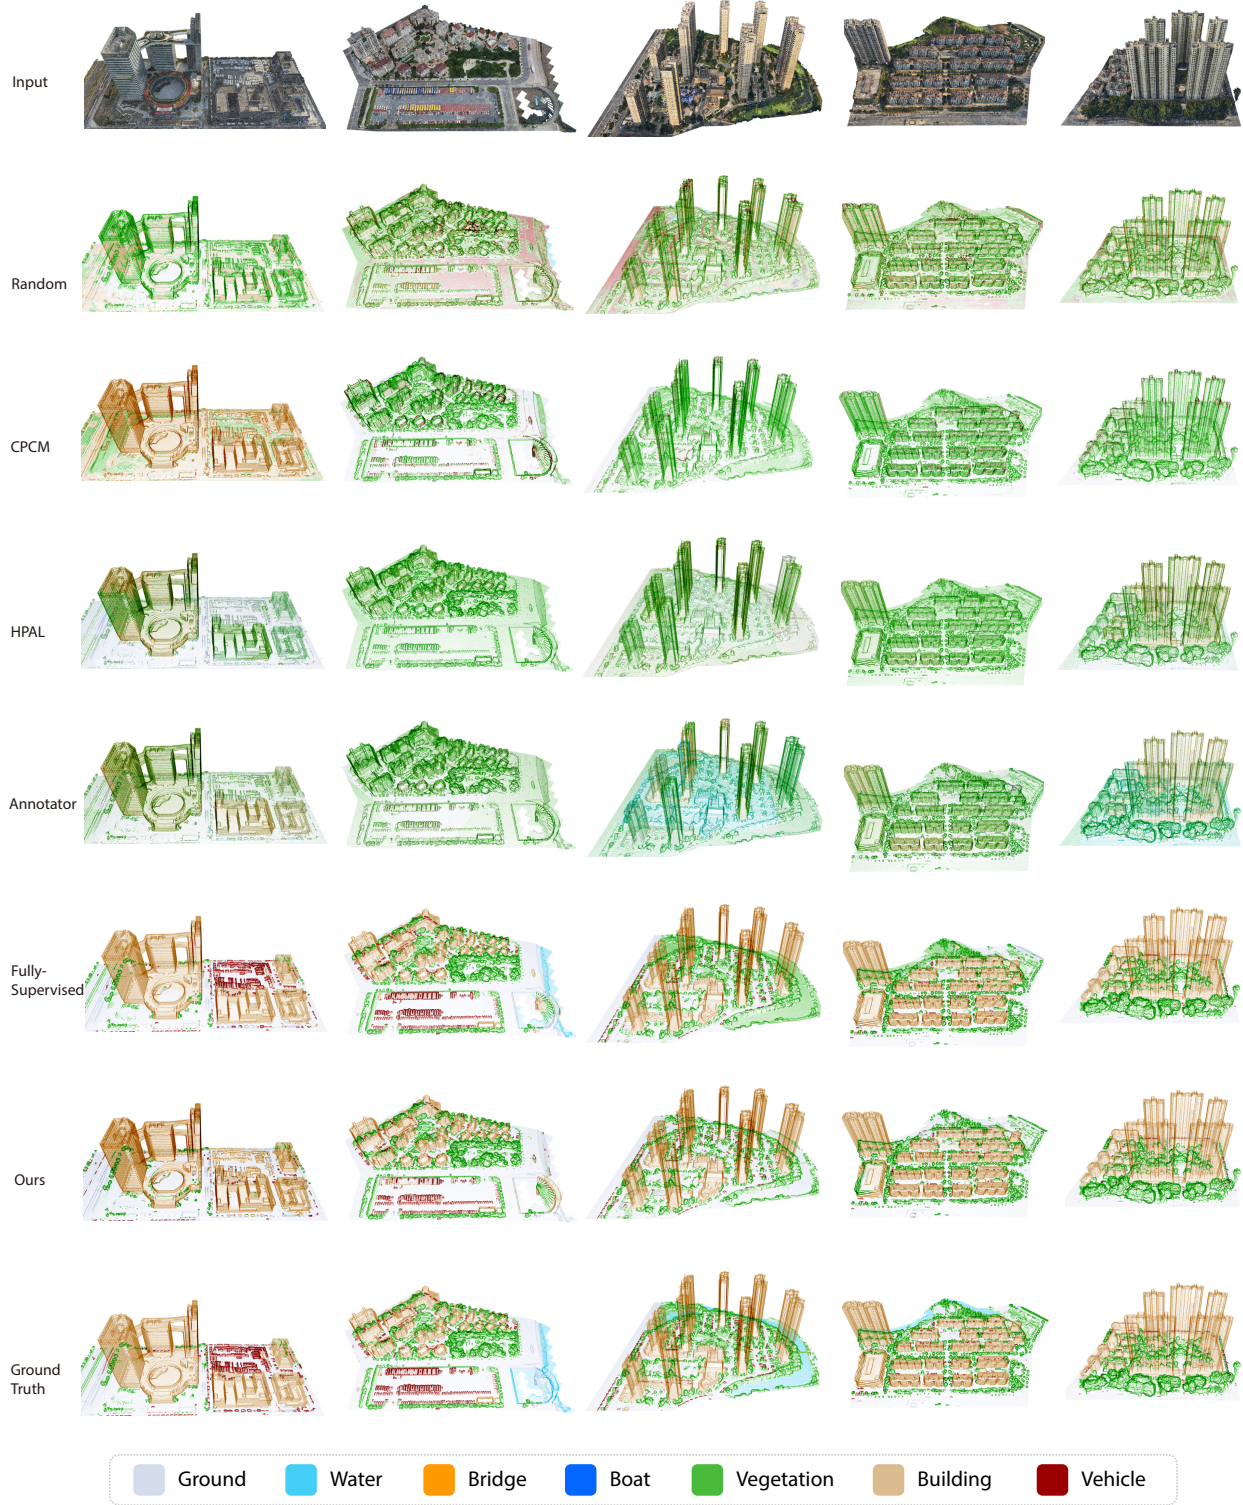 Input
Random
CPCM
HPAL
Annotator
Fully-
Supervised
Ours
Ground
Truth
Ground Water Bridge Boat Vegetation Building Vehicle